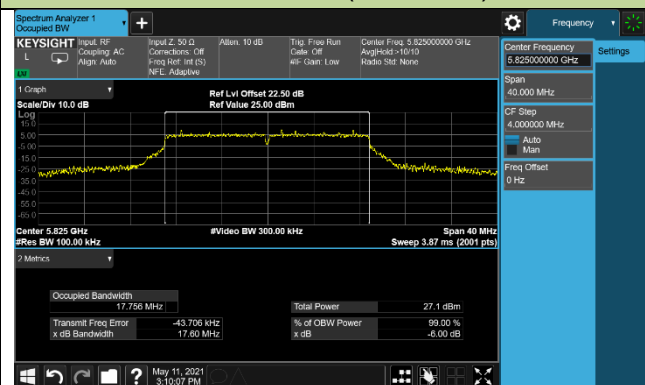 Spectrum Analyzer 1
Occupied BW
KEYSIGHT
L
Input: RF
Coupling: AC
Align: Auto
Input Z: 50 Ω
Corrections: Off
Freq Ref: Int (S)
NFE: Adaptive
Atten: 10 dB
Trig: Free Run
Gate: Off
#IF Gain: Low
Center Freq: 5.825000000 GHz
Avg|Hold:>10/10
Radio Std: None
1 Graph
Scale/Div 10.0 dB
Ref Lvl Offset 22.50 dB
Ref Value 25.00 dBm
Log
15.0
5.00
-5.00
-15.0
-25.0
-35.0
-45.0
-55.0
-65.0
Center 5.825 GHz
#Video BW 300.00 kHz
Span 40 MHz
#Res BW 100.00 kHz
Sweep 3.87 ms (2001 pts)
2 Metrics
Occupied Bandwidth
17.756 MHz
Total Power 27.1 dBm
Transmit Freq Error -43.706 kHz
% of OBW Power 99.00 %
x dB Bandwidth 17.60 MHz
x dB -6.00 dB
May 11, 2021
3:10:07 PM
Frequency
Settings
Center Frequency
5.825000000 GHz
Span
40.000 MHz
CF Step
4.000000 MHz
Auto
Man
Freq Offset
0 Hz